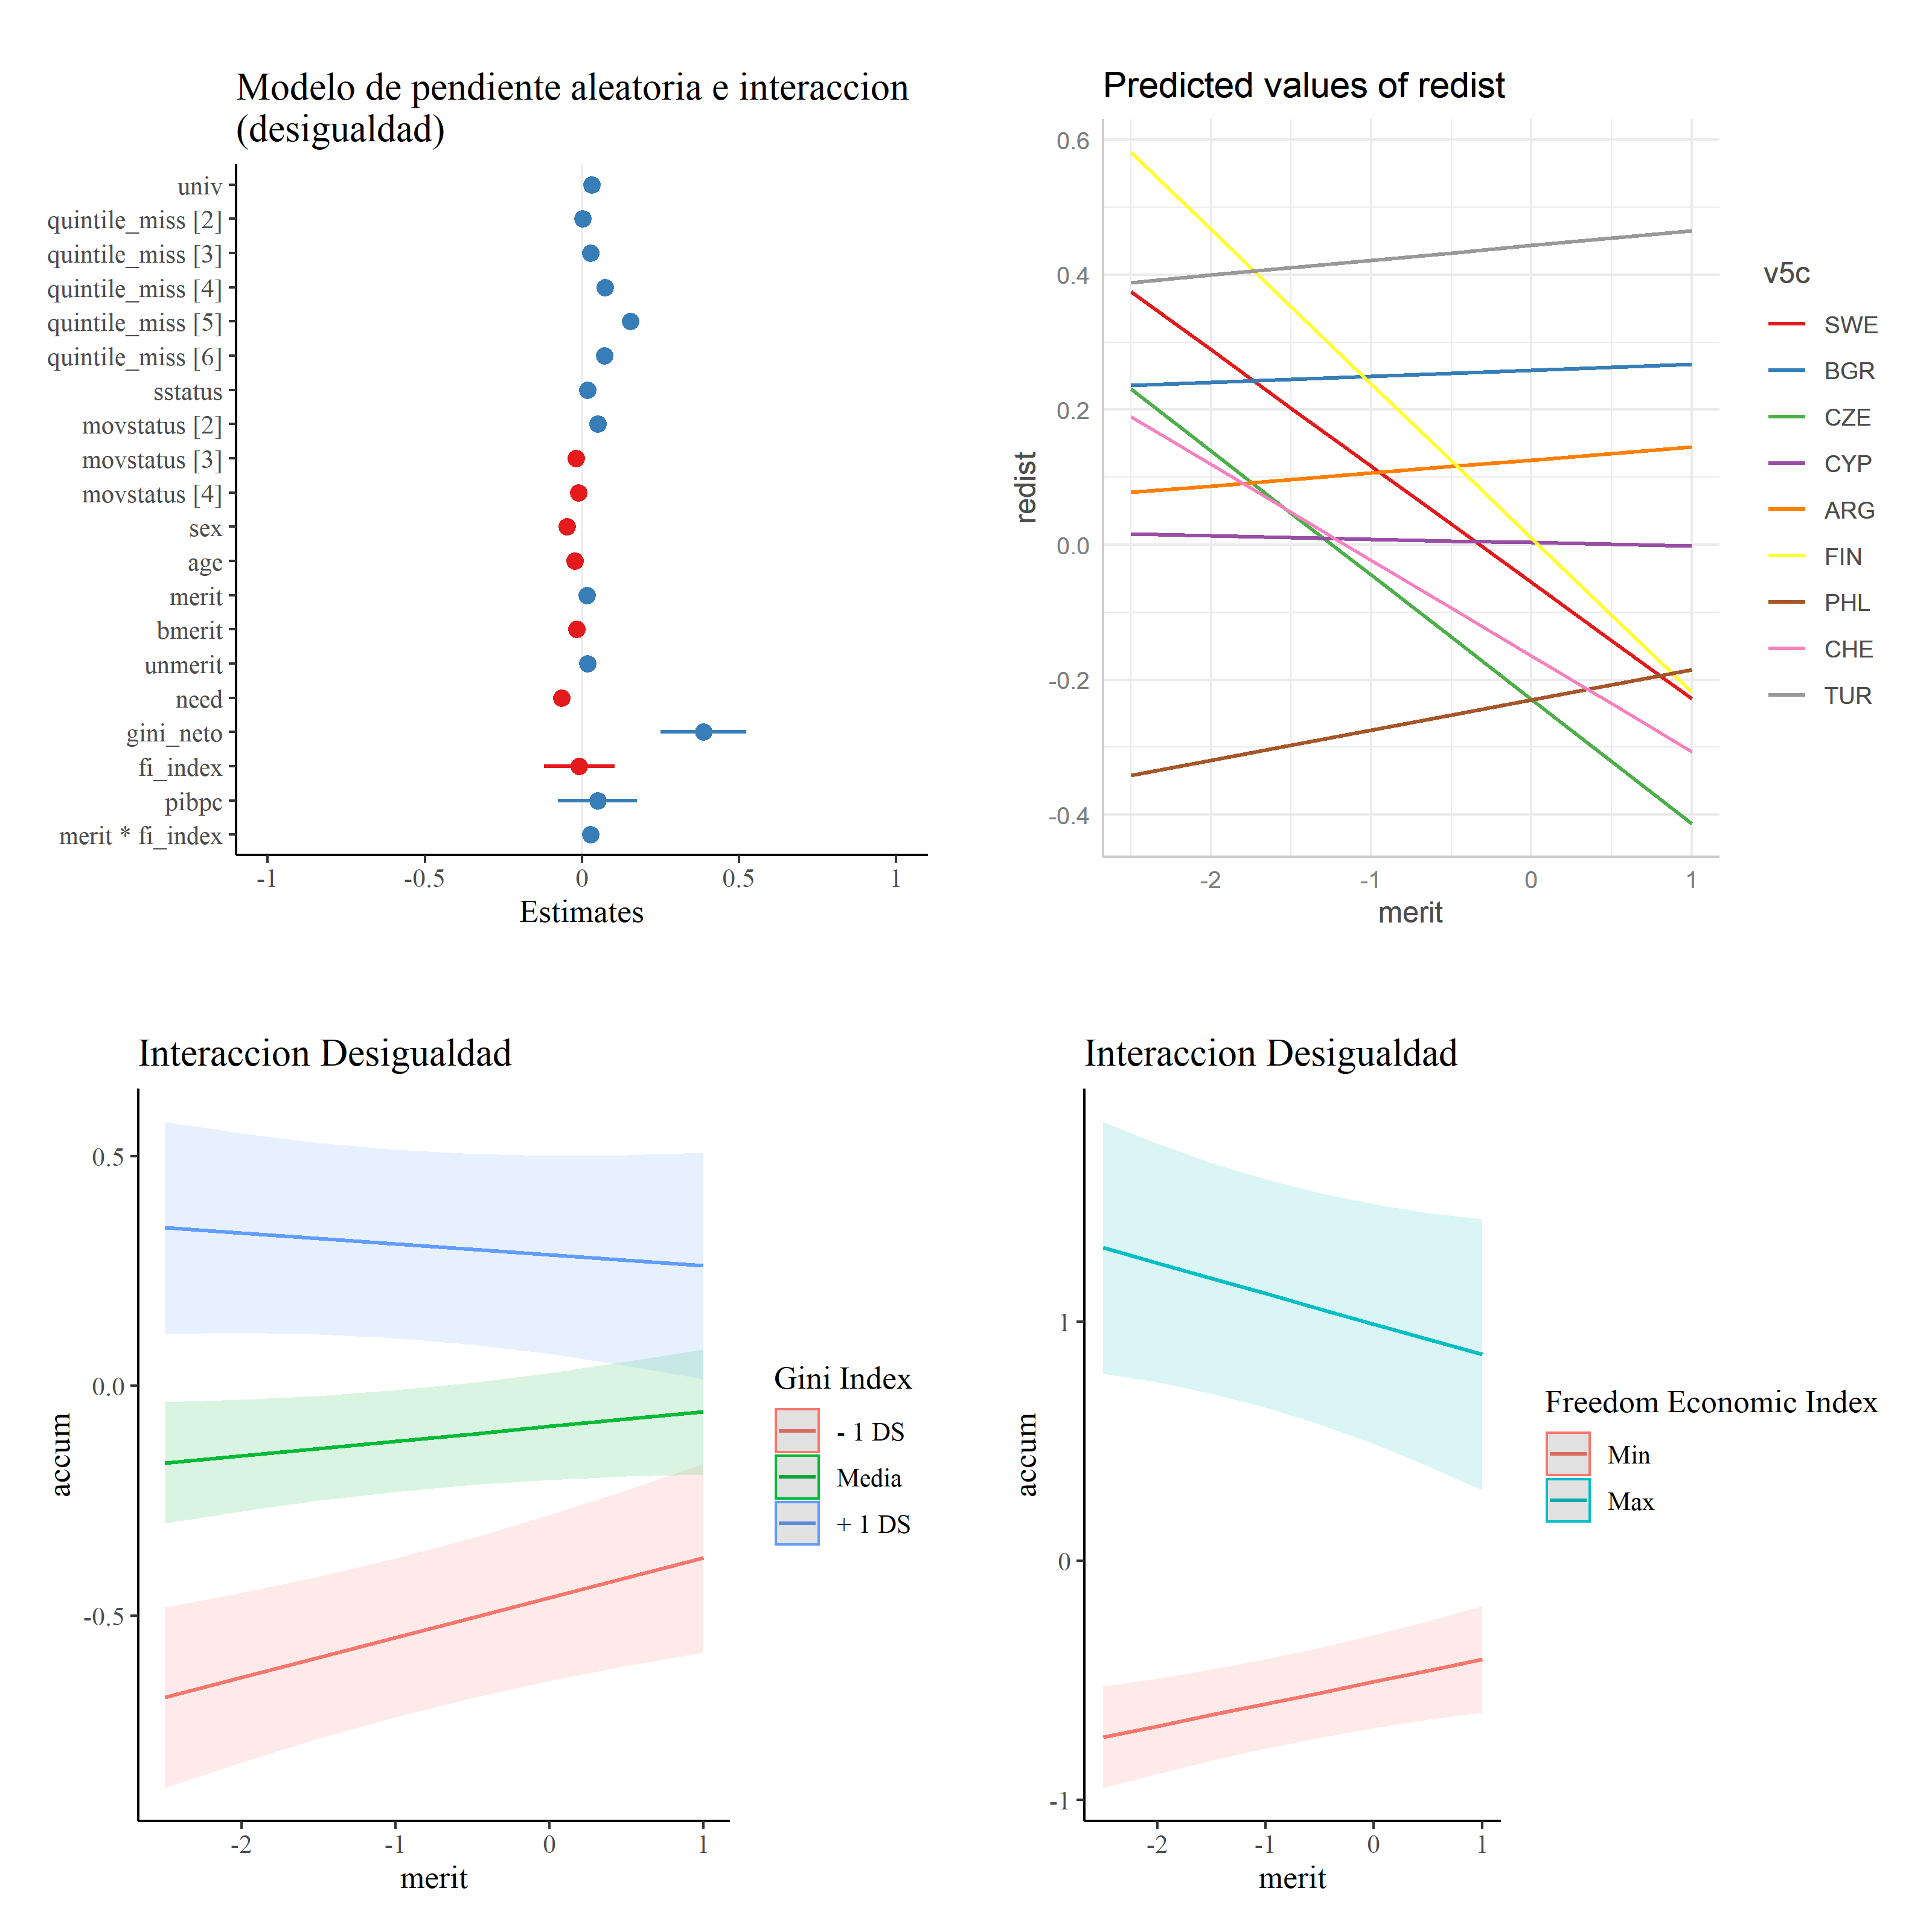 Modelo de pendiente aleatoria e interaccion
(desigualdad)
univ
quintile_miss [2]
quintile_miss [3]
quintile_miss [4]
quintile_miss [5]
quintile_miss [6]
sstatus
movstatus [2]
movstatus [3]
movstatus [4]
sex
age
merit
bmerit
unmerit
need
gini_neto
fi_index
pibpc
merit * fi_index
-1 -0.5 0 0.5 1
Estimates
Predicted values of redist
0.6
0.4
0.2
0.0
-0.2
-0.4
redist
-2 -1 0 1
merit
v5c
SWE
BGR
CZE
CYP
ARG
FIN
PHL
CHE
TUR
Interaccion Desigualdad
0.5
0.0
-0.5
accum
-2 -1 0 1
merit
Gini Index
- 1 DS
Media
+ 1 DS
Interaccion Desigualdad
1
0
-1
accum
-2 -1 0 1
merit
Freedom Economic Index
Min
Max